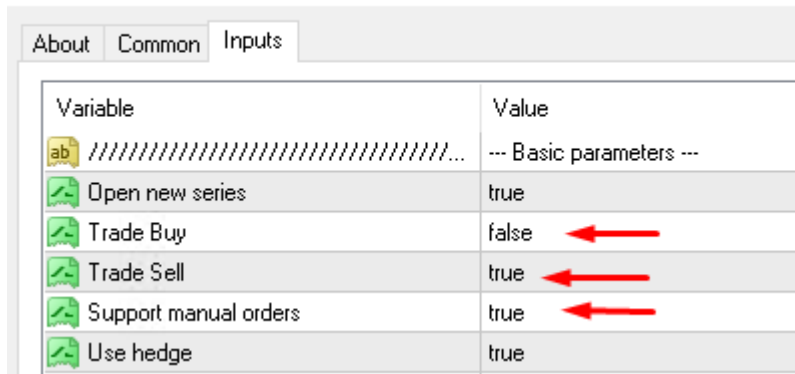 About Common Inputs
Variable Value
ab ///////////////////////////////////... --- Basic parameters ---
Open new series true
Trade Buy false
Trade Sell true
Support manual orders true
Use hedge true